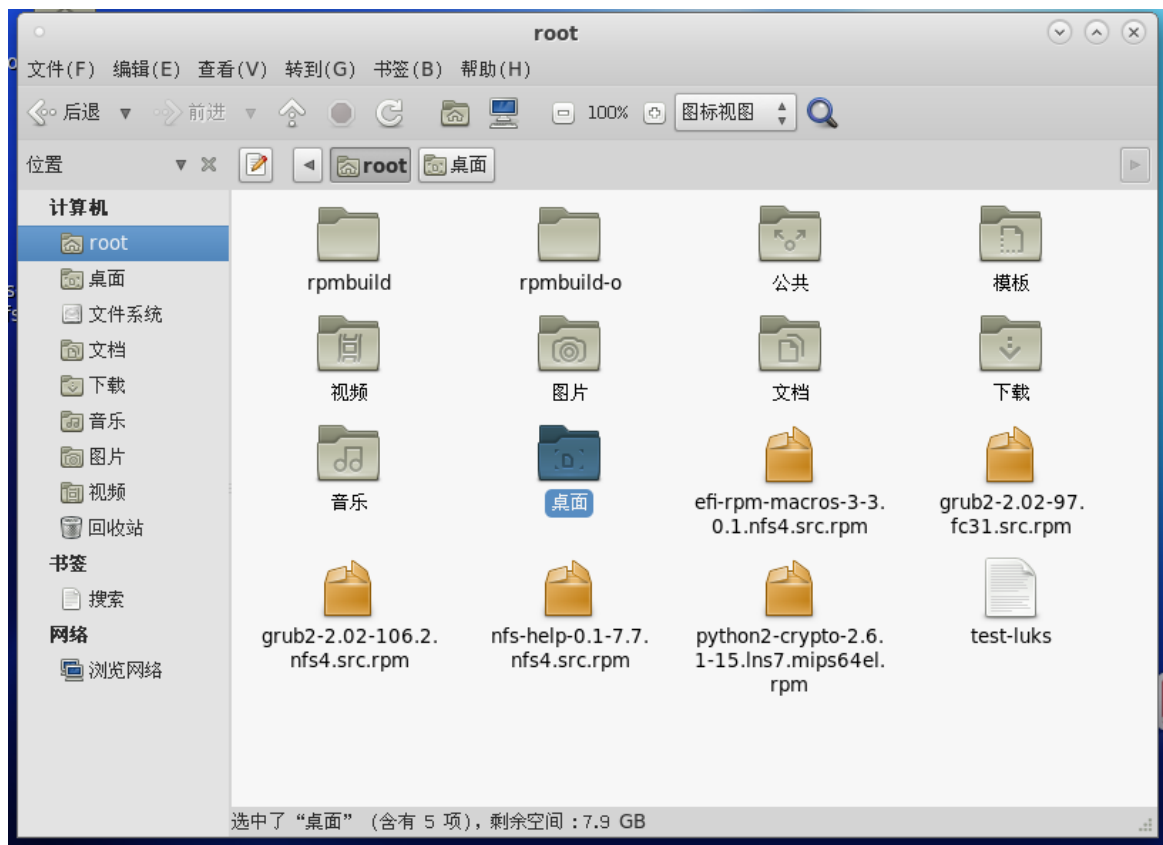 root
文件(F) 编辑(E) 查看(V) 转到(G) 书签(B) 帮助(H)
后退 前进 100% 图标视图
位置 root 桌面
计算机
root
桌面
文件系统
文档
下载
音乐
图片
视频
回收站
书签
搜索
网络
浏览网络
rpmbuild rpmbuild-o 公共 模板
视频 图片 文档 下载
音乐 桌面 efi-rpm-macros-3-3. grub2-2.02-97.
0.1.nfs4.src.rpm fc31.src.rpm
grub2-2.02-106.2. nfs-help-0.1-7.7. python2-crypto-2.6. test-luks
nfs4.src.rpm nfs4.src.rpm 1-15.lns7.mips64el.
rpm
选中了“桌面” (含有 5 项), 剩余空间 :7.9 GB